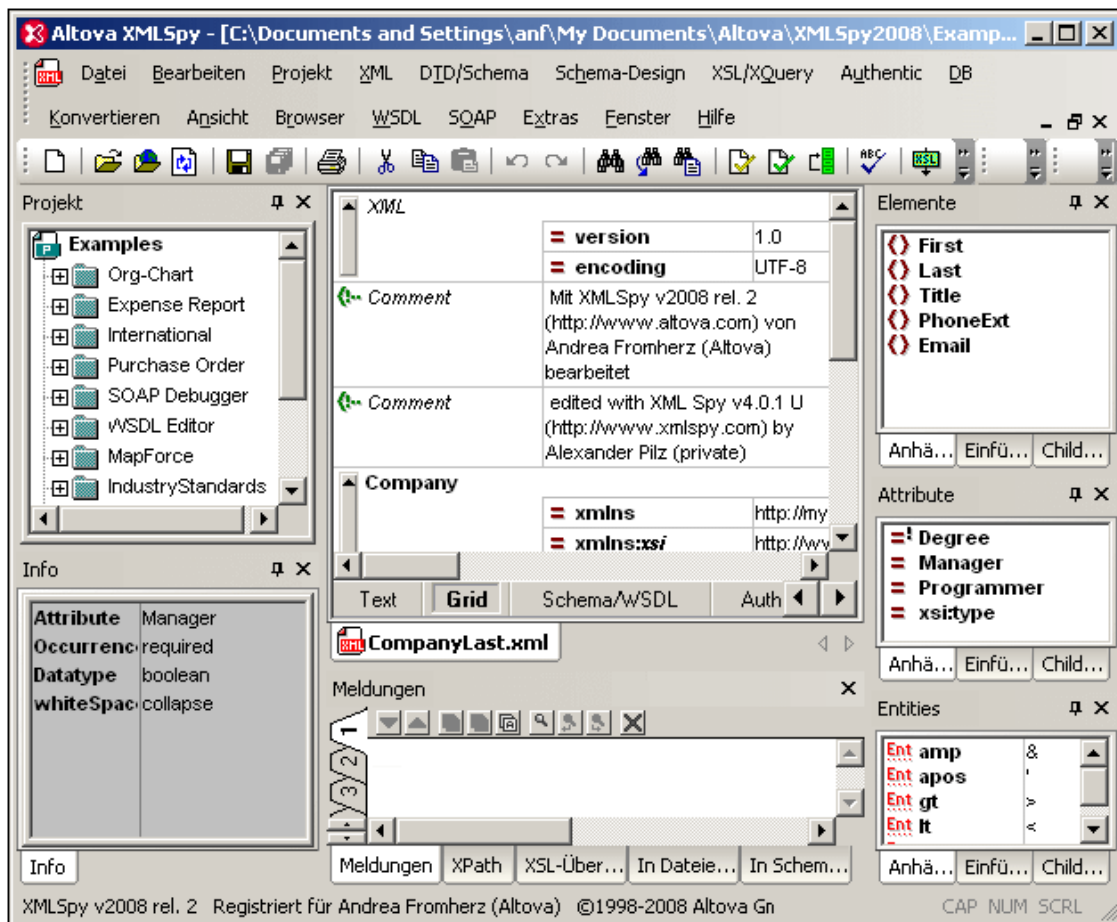 Altova XMLSpy - [C:\Documents and Settings\anf\My Documents\Altova\XMLSpy2008\Examp...
Datei Bearbeiten Projekt XML DTD/Schema Schema-Design XSL/XQuery Authentic DB
Konvertieren Ansicht Browser WSDL SOAP Extras Fenster Hilfe
Projekt
Examples
Org-Chart
Expense Report
International
Purchase Order
SOAP Debugger
WSDL Editor
MapForce
IndustryStandards
Info
Attribute Manager
Occurrenc required
Datatype boolean
whiteSpac collapse
Info
XML
= version 1.0
= encoding UTF-8
Comment Mit XMLSpy v2008 rel. 2
(http://www.altova.com) von
Andrea Fromherz (Altova)
bearbeitet
Comment edited with XML Spy v4.0.1 U
(http://www.xmlspy.com) by
Alexander Pilz (private)
Company
= xmlns http://my
= xmlns:xsi http://wv
Text Grid Schema/WSDL Auth
CompanyLast.xml
Meldungen
1
2
3
Meldungen XPath XSL-Über... In Dateie... In Schem...
Elemente
First
Last
Title
PhoneExt
Email
Anhä... Einfü... Child...
Attribute
Degree
= Manager
= Programmer
= xsi:type
Anhä... Einfü... Child...
Entities
Ent amp &
Ent apos '
Ent gt >
Ent lt <
Anhä... Einfü... Child...
XMLSpy v2008 rel. 2 Registriert für Andrea Fromherz (Altova) ©1998-2008 Altova Gn CAP NUM SCRL